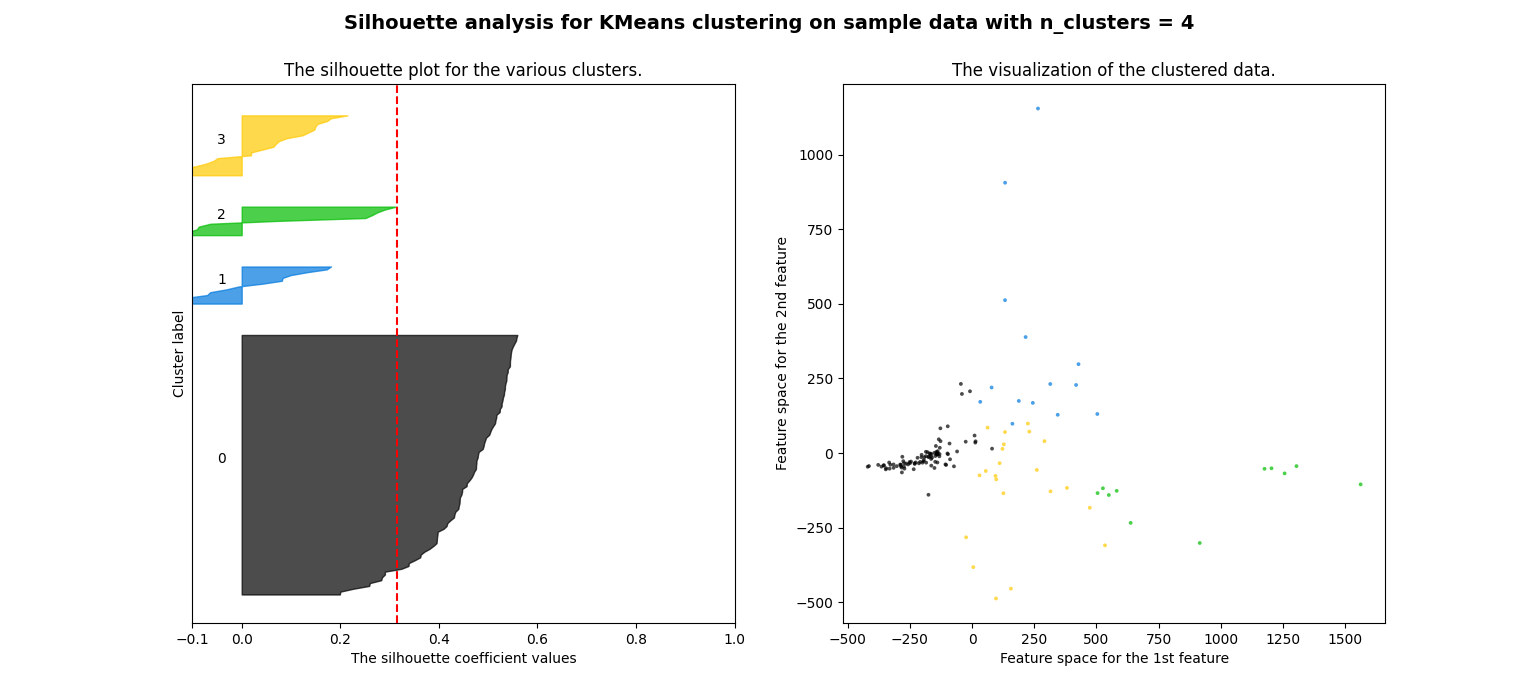 Silhouette analysis for KMeans clustering on sample data with n_clusters = 4
The silhouette plot for the various clusters.
3
2
1
0
Cluster label
−0.1 0.0 0.2 0.4 0.6 0.8 1.0
The silhouette coefficient values
The visualization of the clustered data.
1000
750
500
250
0
−250
−500
Feature space for the 2nd feature
−500 −250 0 250 500 750 1000 1250 1500
Feature space for the 1st feature